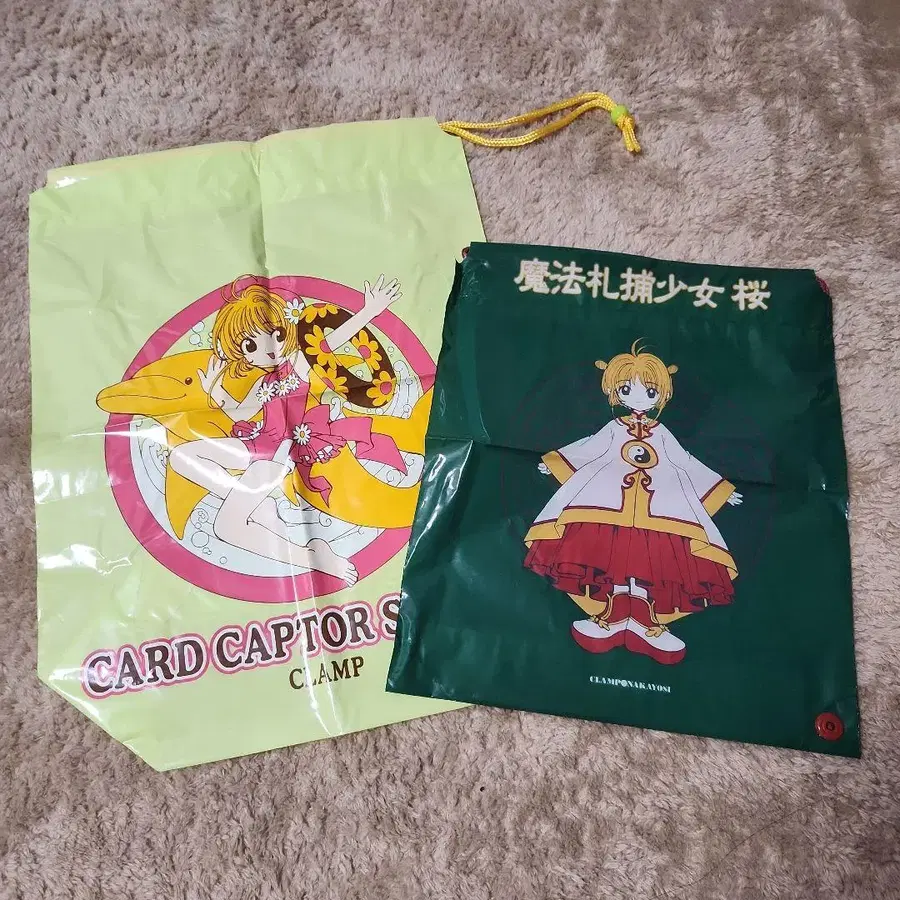 CARD CAPTOR S
CLAMP
魔法札捕少女 桜
CLAMP✪NAKAYOSI